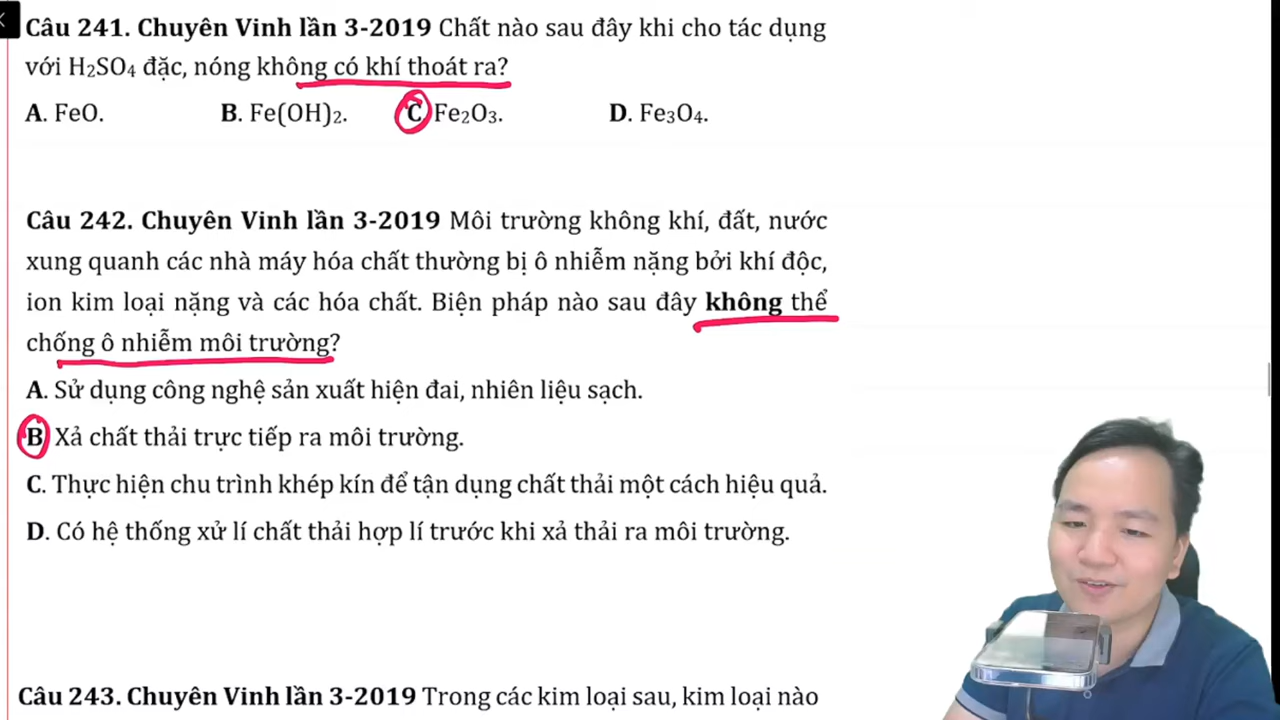 Câu 241. Chuyên Vinh lần 3-2019 Chất nào sau đây khi cho tác dụng
với H₂SO₄ đặc, nóng không có khí thoát ra?
A. FeO. B. Fe(OH)₂. C Fe₂O₃. D. Fe₃O₄.
Câu 242. Chuyên Vinh lần 3-2019 Môi trường không khí, đất, nước
xung quanh các nhà máy hóa chất thường bị ô nhiễm nặng bởi khí độc,
ion kim loại nặng và các hóa chất. Biện pháp nào sau đây không thể
chống ô nhiễm môi trường?
A. Sử dụng công nghệ sản xuất hiện đai, nhiên liệu sạch.
B Xả chất thải trực tiếp ra môi trường.
C. Thực hiện chu trình khép kín để tận dụng chất thải một cách hiệu quả.
D. Có hệ thống xử lí chất thải hợp lí trước khi xả thải ra môi trường.
Câu 243. Chuyên Vinh lần 3-2019 Trong các kim loại sau, kim loại nào